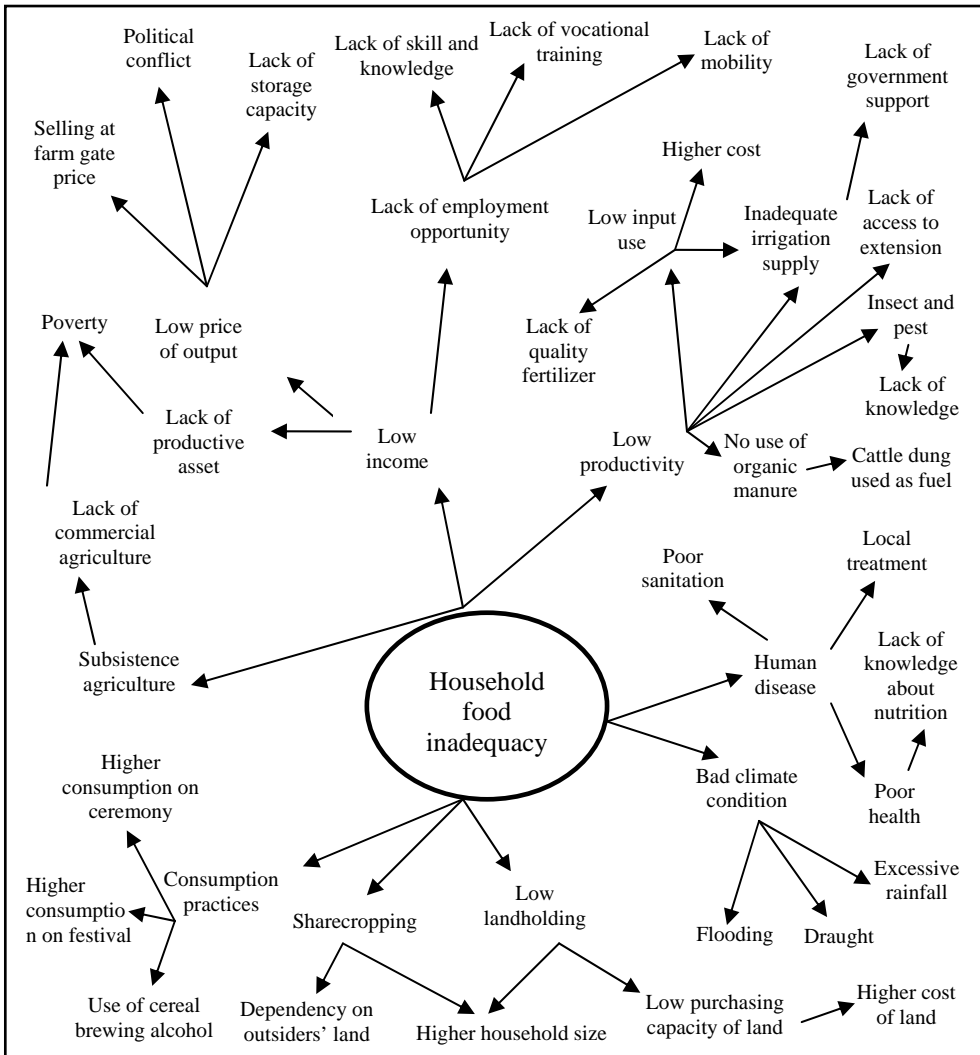 Political
conflict
Lack of
storage
capacity
Lack of skill and
knowledge
Lack of vocational
training
Lack of
mobility
Lack of
government
support
Selling at
farm gate
price
Higher cost
Lack of employment
opportunity
Low input
use
Inadequate
irrigation
supply
Lack of
access to
extension
Insect and
pest
Lack of
knowledge
Poverty
Low price
of output
Lack of
quality
fertilizer
Lack of
productive
asset
Low
income
Low
productivity
No use of
organic
manure
Cattle dung
used as fuel
Lack of
commercial
agriculture
Poor
sanitation
Local
treatment
Subsistence
agriculture
Household
food
inadequacy
Human
disease
Lack of
knowledge
about
nutrition
Higher
consumption on
ceremony
Bad climate
condition
Poor
health
Higher
consumptio
n on festival
Consumption
practices
Sharecropping
Low
landholding
Excessive
rainfall
Flooding
Draught
Use of cereal
brewing alcohol
Dependency on
outsiders’ land
Higher household size
Low purchasing
capacity of land
Higher cost
of land